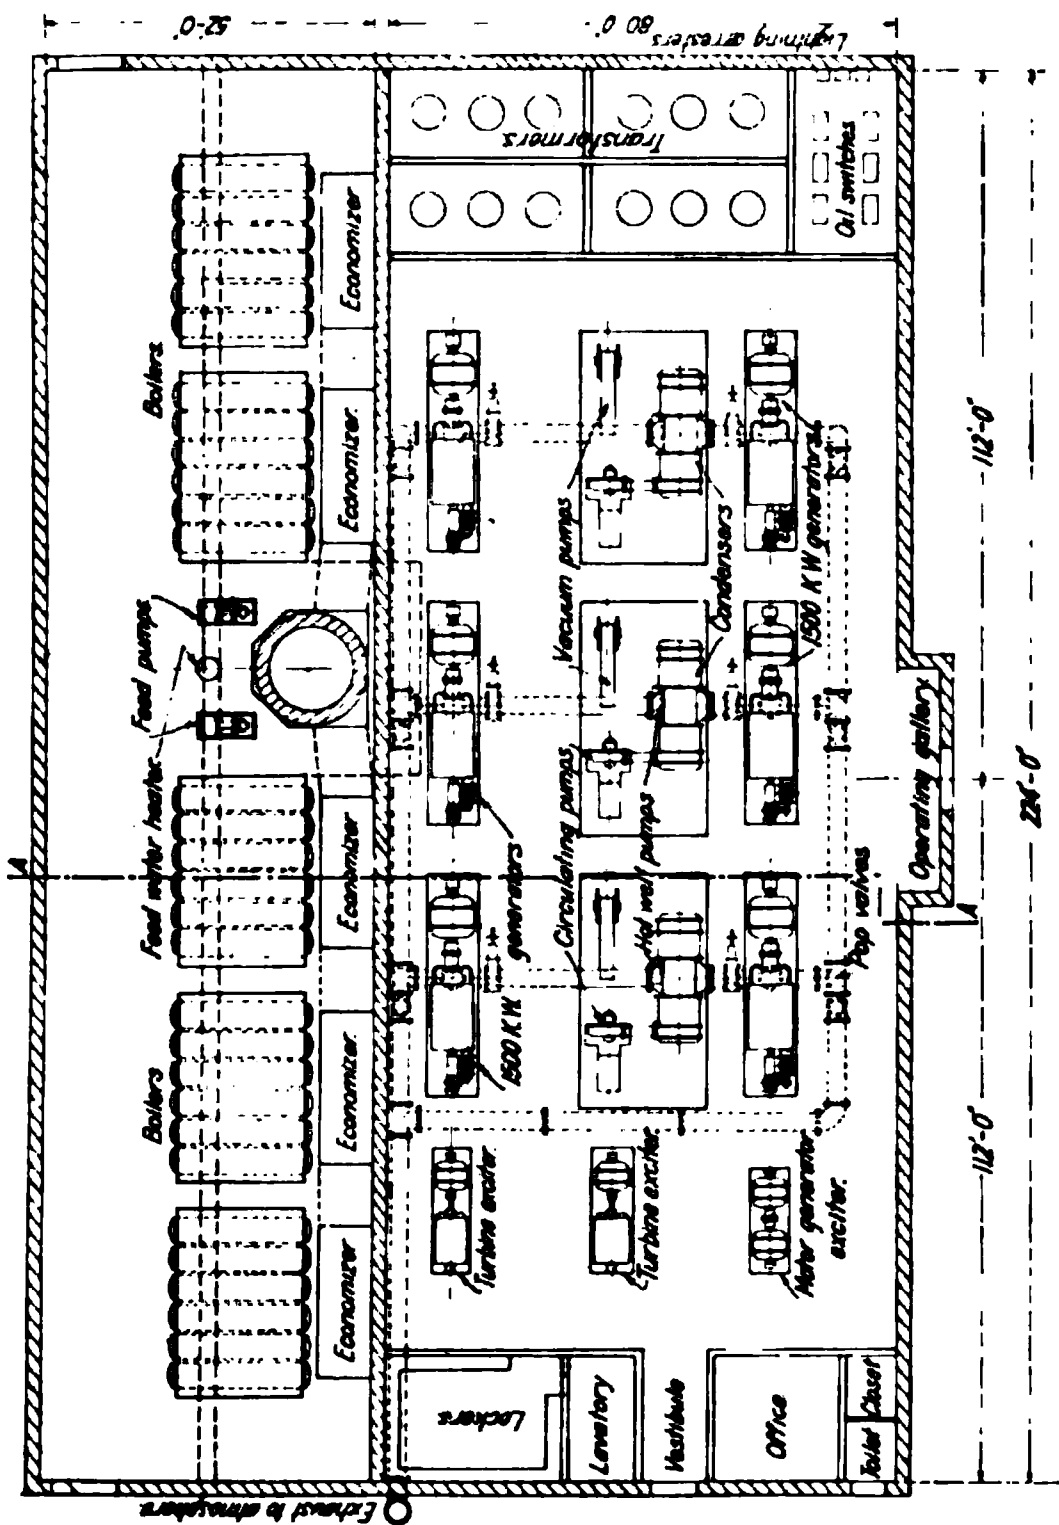 52'-0"
80'0"
Lightning arresters
Transformers
Oil switches
Economizer
Boilers
Economizer
Feed pumps
Feed water heater
Economizer
Boilers
Economizer
Economizer
Vacuum pumps
Condensers
1500 K W generators
Circulating pumps
Hot well pumps
1500 K.W.
generators
Operating gallery
Pop valves
A
A
112'-0"
224'-0"
112'-0"
Turbine exciter
Turbine exciter
Motor generator
exciter.
Lockers
Lavatory
Vestibule
Office
Toilet
Closet
Exhaust to atmosphere